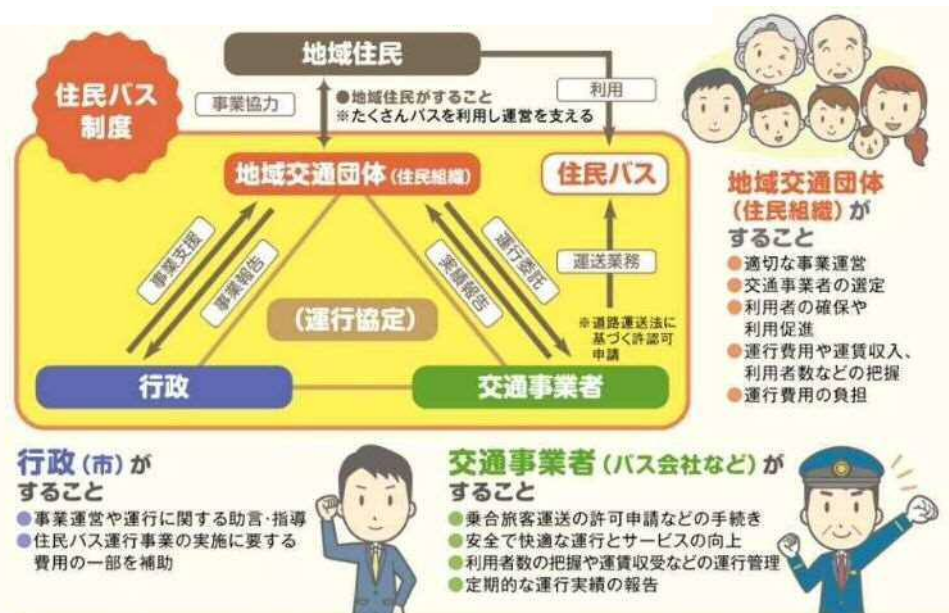 住民バス
制度
地域住民
事業協力
●地域住民がすること
※たくさんバスを利用し運営を支える
利用
地域交通団体(住民組織)
住民バス
事業支援
事業報告
実績報告
運行委託
運送業務
(運行協定)
※道路運送法に
基づく許認可
申請
行政
交通事業者
地域交通団体
(住民組織)が
すること
●適切な事業運営
●交通事業者の選定
●利用者の確保や
利用促進
●運行費用や運賃収入、
利用者数などの把握
●運行費用の負担
行政(市)が
すること
●事業運営や運行に関する助言・指導
●住民バス運行事業の実施に要する
費用の一部を補助
交通事業者(バス会社など)が
すること
●乗合旅客運送の許可申請などの手続き
●安全で快適な運行とサービスの向上
●利用者数の把握や運賃収受などの運行管理
●定期的な運行実績の報告